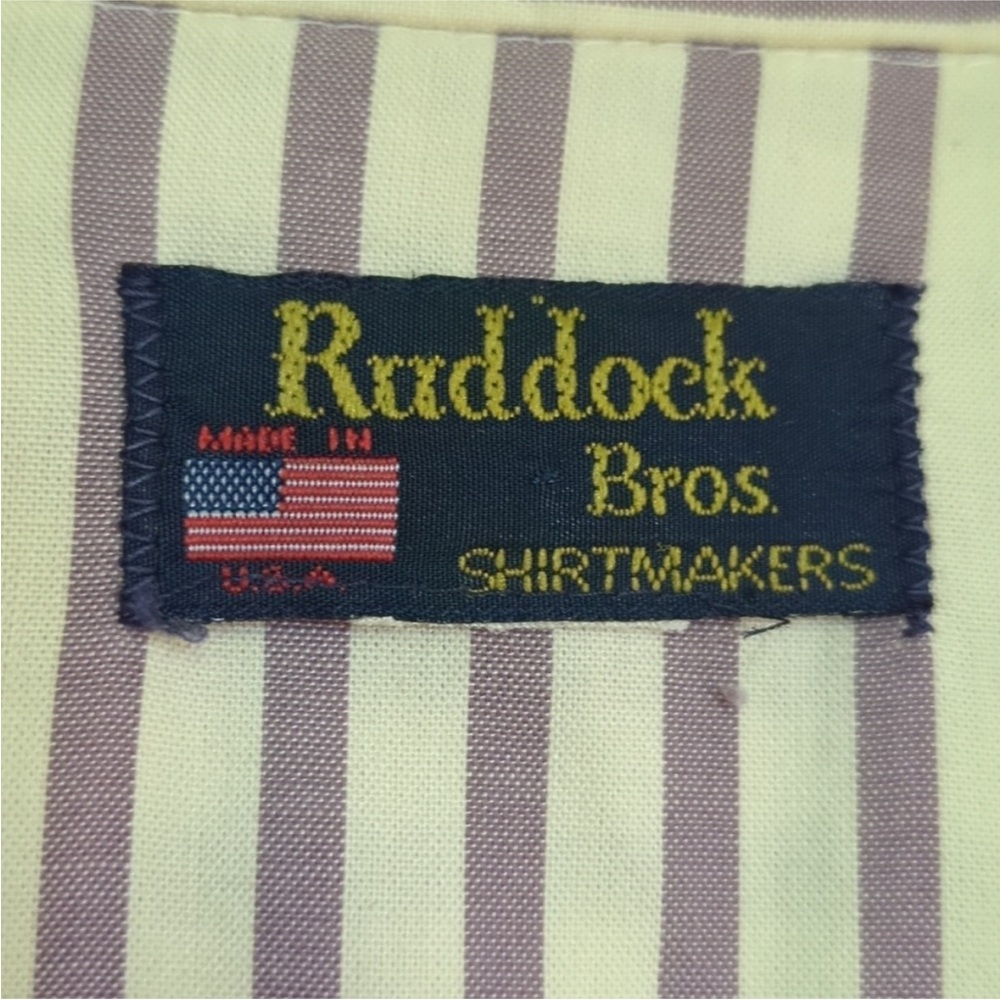 Ruddock
Bros.
SHIRTMAKERS
MADE IN
U.S.A.